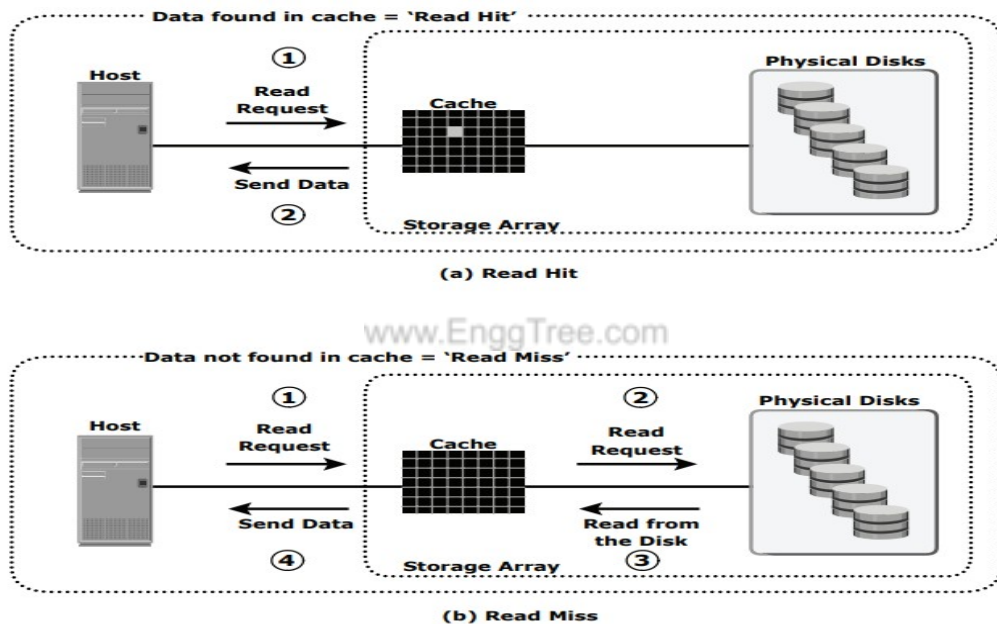 Data found in cache = ‘Read Hit’
①
Physical Disks
Host
Read
Request
Cache
Send Data
②
Storage Array
(a) Read Hit
www.EnggTree.com
Data not found in cache = ‘Read Miss’
①
②
Physical Disks
Host
Read
Request
Cache
Read
Request
Send Data
Read from
the Disk
④
③
Storage Array
(b) Read Miss